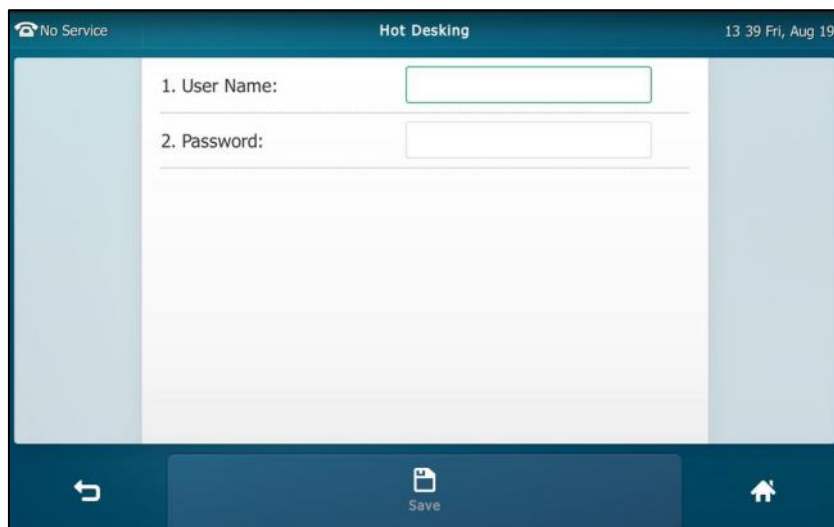 No Service
Hot Desking
13 39 Fri, Aug 19
1. User Name:
2. Password:
Save